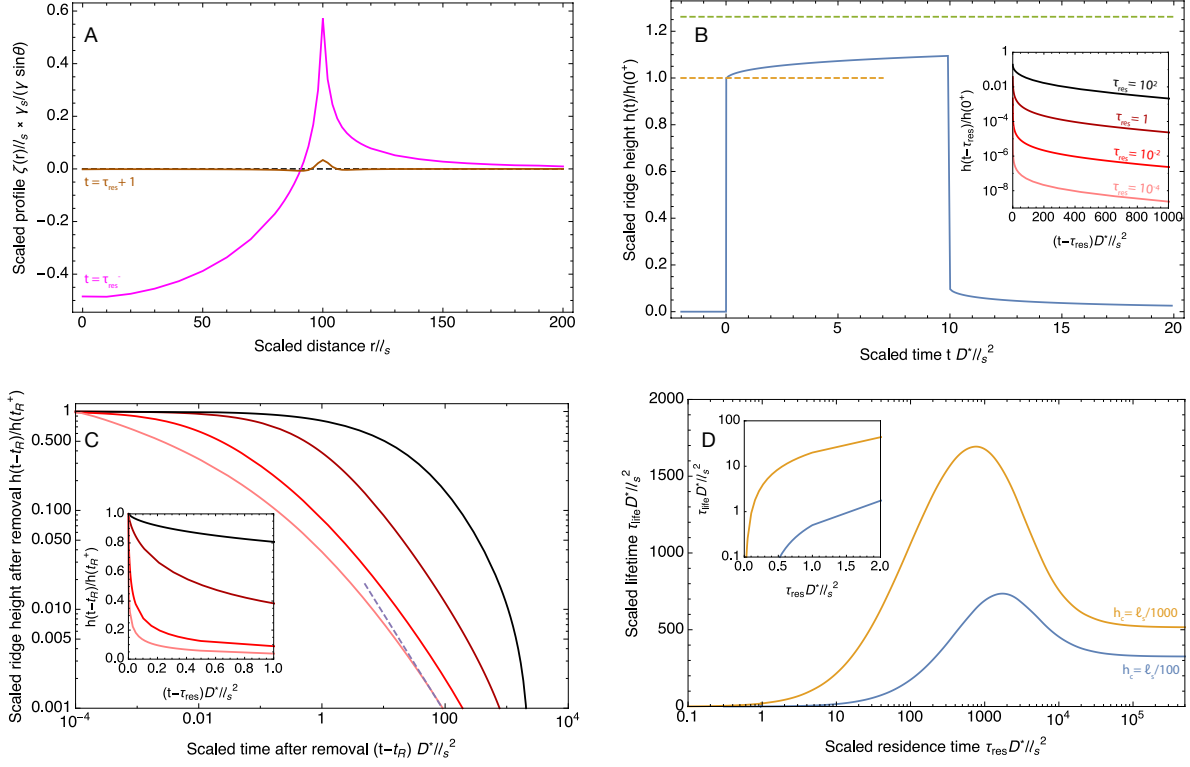 A
Scaled profile ζ(r)/ℓs × γs/(γ sinθ)
0.6
0.4
0.2
0.0
−0.2
−0.4
t = τres + 1
t = τres-
0
50
100
150
200
Scaled distance r/ℓs
B
Scaled ridge height h(t)/h(0+)
1.2
1.0
0.8
0.6
0.4
0.2
0.0
0
5
10
15
20
Scaled time t D*/ℓs²
h(t−τres)/h(0+)
0.01
10⁻⁴
10⁻⁶
10⁻⁸
τres = 10²
τres = 1
τres = 10⁻²
τres = 10⁻⁴
0 200 400 600 800 1000
(t−τres)D*/ℓs²
C
Scaled ridge height after removal h(t−tR)/h(tR+)
1
0.500
0.100
0.050
0.010
0.005
0.001
10⁻⁴
0.01
1
100
10⁴
Scaled time after removal (t−tR) D*/ℓs²
h(t−tR)/h(tR+)
1.0
0.8
0.6
0.4
0.2
0.0
0.0 0.2 0.4 0.6 0.8 1.0
(t−τres)D*/ℓs²
D
Scaled lifetime τlife D*/ℓs²
2000
1500
1000
500
0
0.1
1
10
100
1000
10⁴
10⁵
Scaled residence time τres D*/ℓs²
τlife D*/ℓs²
100
10
1
0.1
0.0 0.5 1.0 1.5 2.0
τres D*/ℓs²
hc = ℓs/1000
hc = ℓs/100